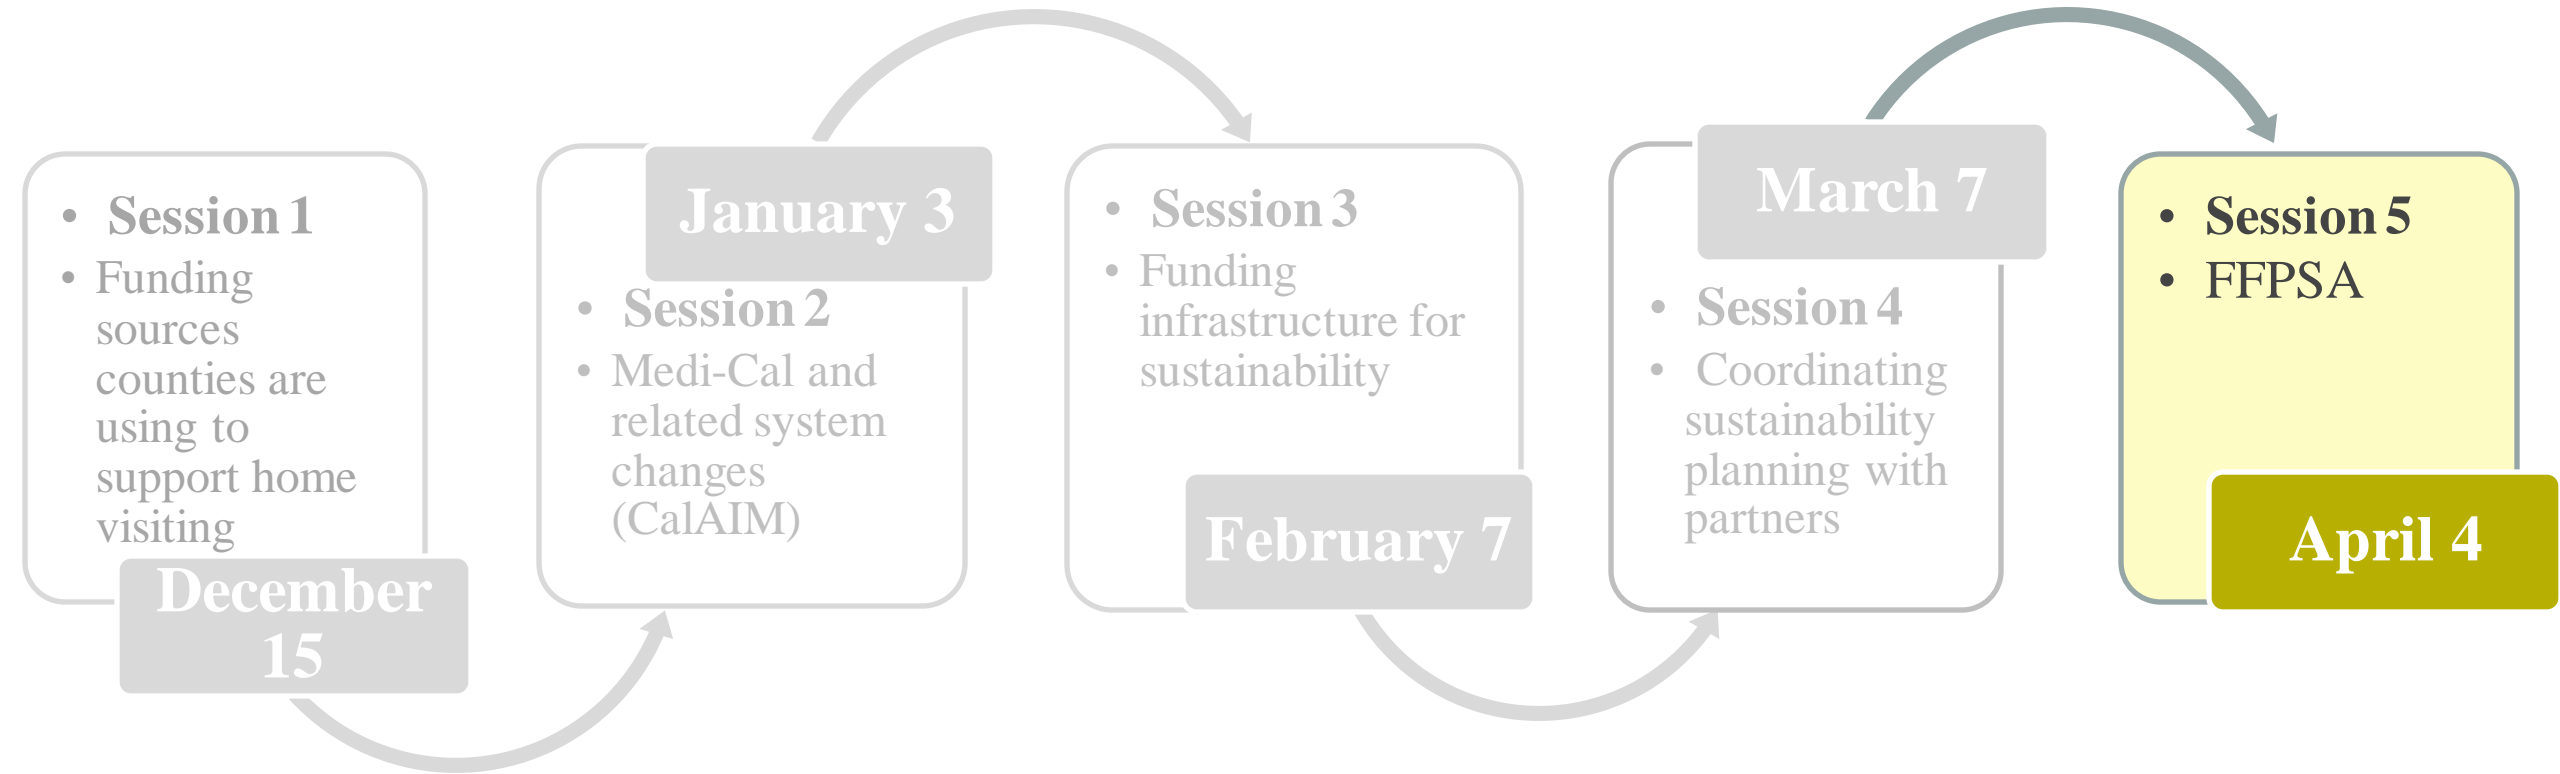 • Session 1
• Funding
sources
counties are
using to
support home
visiting
December
15
January 3
• Session 2
• Medi-Cal and
related system
changes
(CalAIM)
• Session 3
• Funding
infrastructure for
sustainability
February 7
March 7
• Session 4
• Coordinating
sustainability
planning with
partners
• Session 5
• FFPSA
April 4